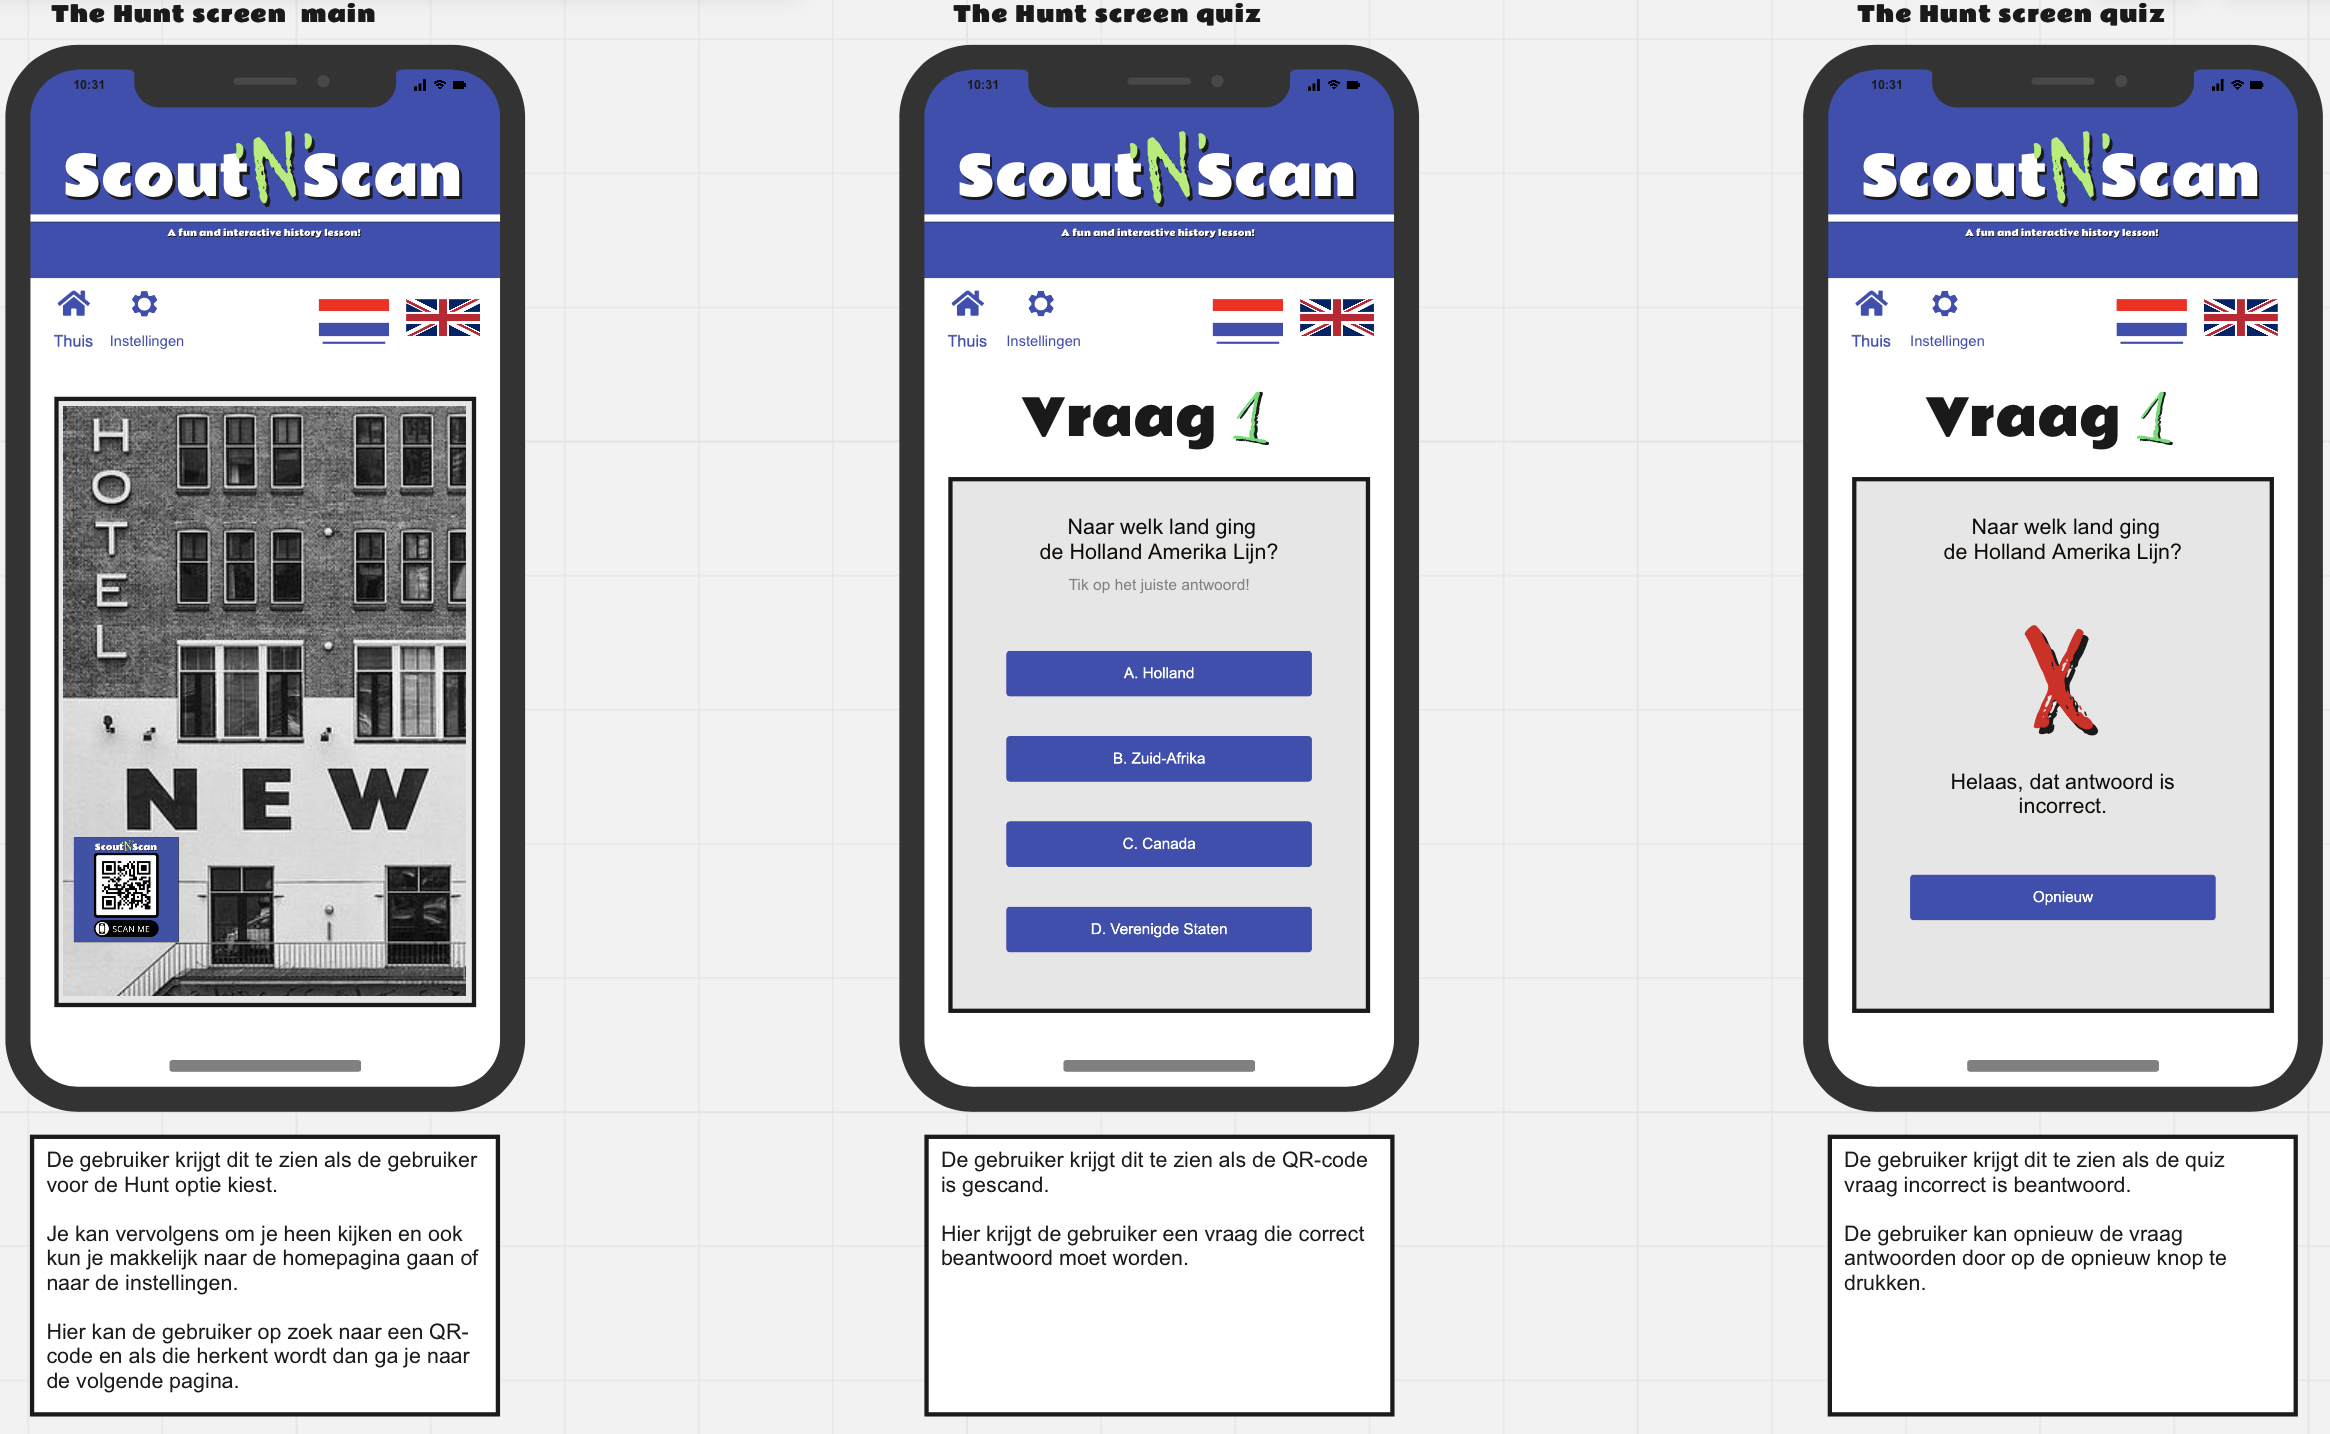 The Hunt screen main
10:31
Scout'N'Scan
A fun and interactive history lesson!
Thuis
Instellingen
HOTEL
NEW
Scout'N'Scan
SCAN ME
De gebruiker krijgt dit te zien als de gebruiker
voor de Hunt optie kiest.
Je kan vervolgens om je heen kijken en ook
kun je makkelijk naar de homepagina gaan of
naar de instellingen.
Hier kan de gebruiker op zoek naar een QR-
code en als die herkent wordt dan ga je naar
de volgende pagina.
The Hunt screen quiz
10:31
Scout'N'Scan
A fun and interactive history lesson!
Thuis
Instellingen
Vraag 1
Naar welk land ging
de Holland Amerika Lijn?
Tik op het juiste antwoord!
A. Holland
B. Zuid-Afrika
C. Canada
D. Verenigde Staten
De gebruiker krijgt dit te zien als de QR-code
is gescand.
Hier krijgt de gebruiker een vraag die correct
beantwoord moet worden.
The Hunt screen quiz
10:31
Scout'N'Scan
A fun and interactive history lesson!
Thuis
Instellingen
Vraag 1
Naar welk land ging
de Holland Amerika Lijn?
X
Helaas, dat antwoord is
incorrect.
Opnieuw
De gebruiker krijgt dit te zien als de quiz
vraag incorrect is beantwoord.
De gebruiker kan opnieuw de vraag
antwoorden door op de opnieuw knop te
drukken.